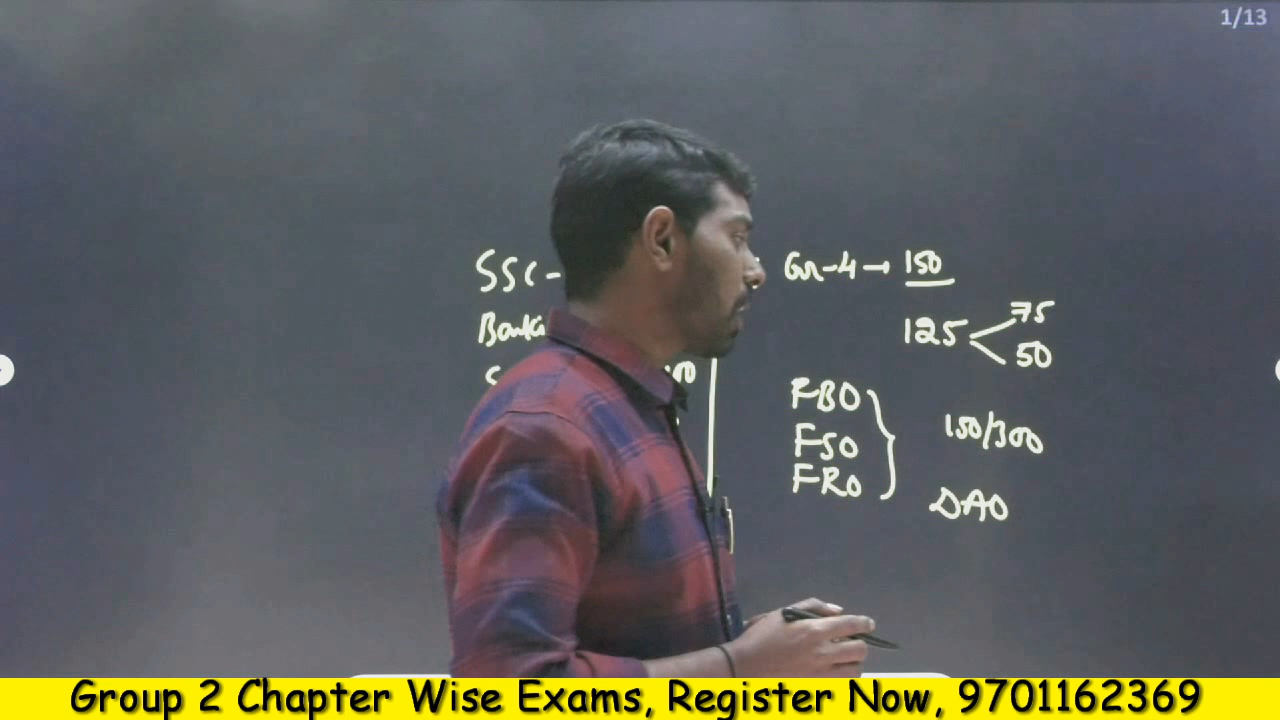 1/13
SSC-
Gr-4 → 150
125 < 75
50
FBO
FSO
FRO
150/300
DAO
Group 2 Chapter Wise Exams, Register Now, 9701162369